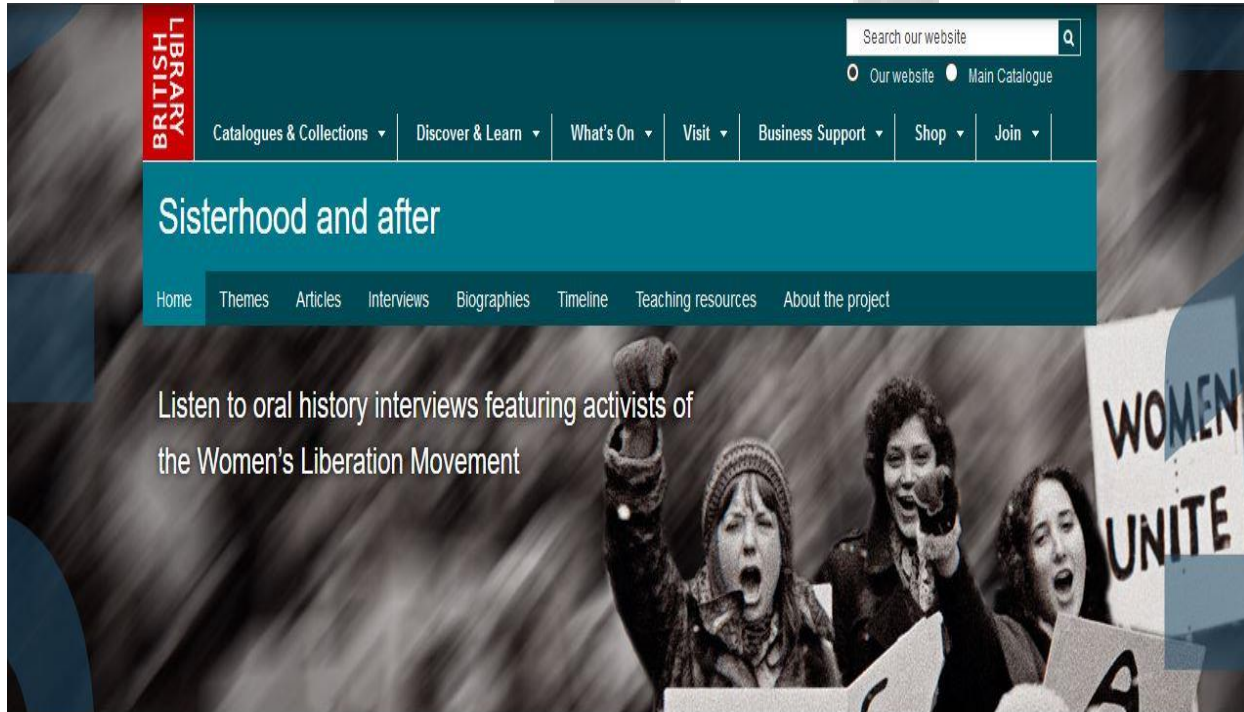 BRITISH
LIBRARY
Search our website
Our website Main Catalogue
Catalogues & Collections Discover & Learn What's On Visit Business Support Shop Join
Sisterhood and after
Home Themes Articles Interviews Biographies Timeline Teaching resources About the project
Listen to oral history interviews featuring activists of
the Women's Liberation Movement
WOMEN
UNITE